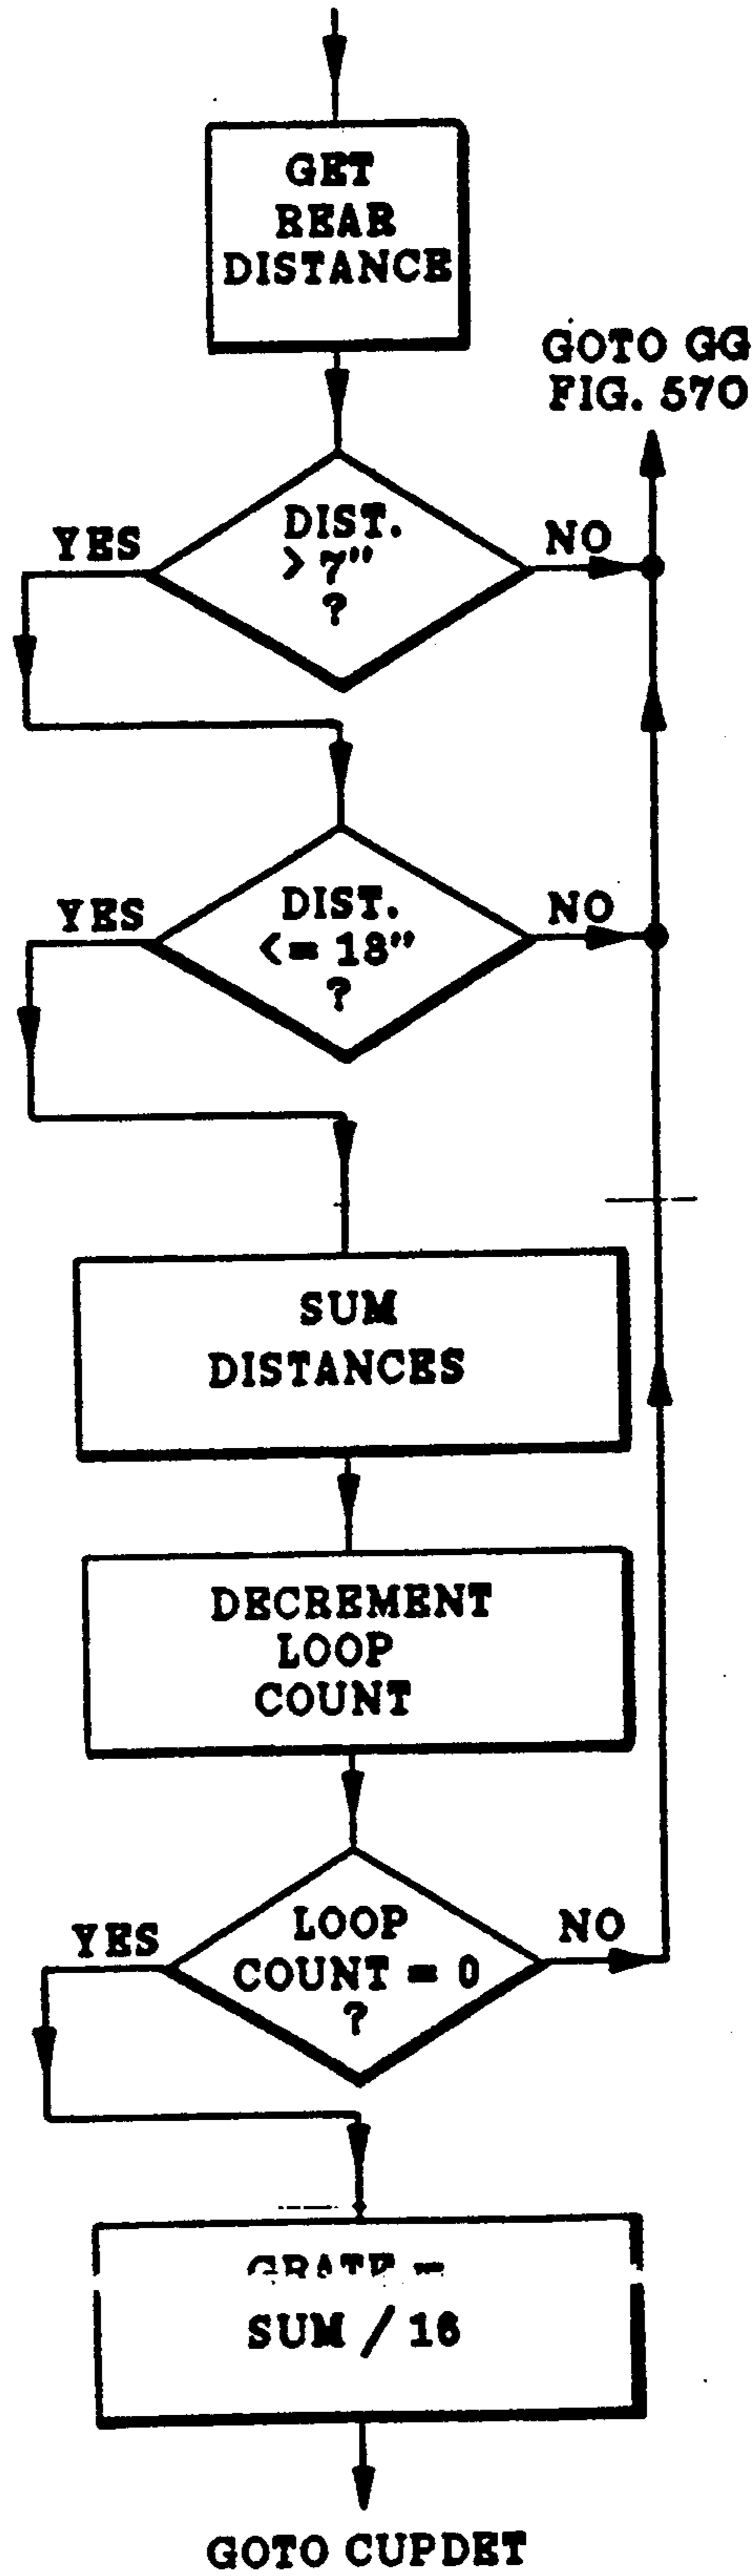 GET
REAR
DISTANCE
GOTO GG
FIG. 570
DIST.
> 7"
?
YES
NO
DIST.
<= 18"
?
YES
NO
SUM
DISTANCES
DECREMENT
LOOP
COUNT
LOOP
COUNT = 0
?
YES
NO
GRATE =
SUM / 16
GOTO CUPDET